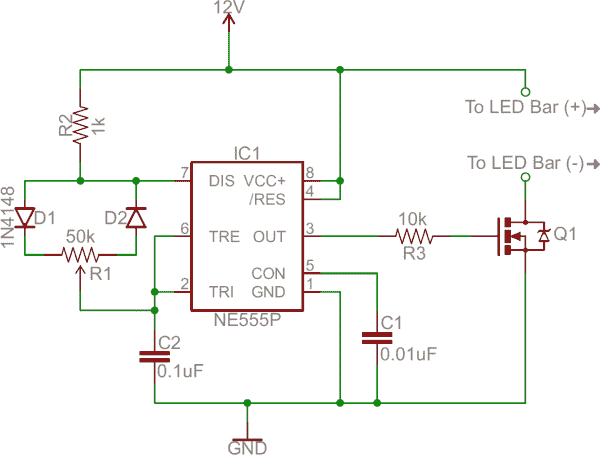 12V
To LED Bar (+)
R2
1k
To LED Bar (-)
IC1
7
DIS
VCC+
8
/RES
4
1N4148
D1
D2
50k
R1
6
TRE
OUT
3
10k
R3
Q1
CON
5
2
TRI
GND
1
NE555P
C1
0.01uF
C2
0.1uF
GND